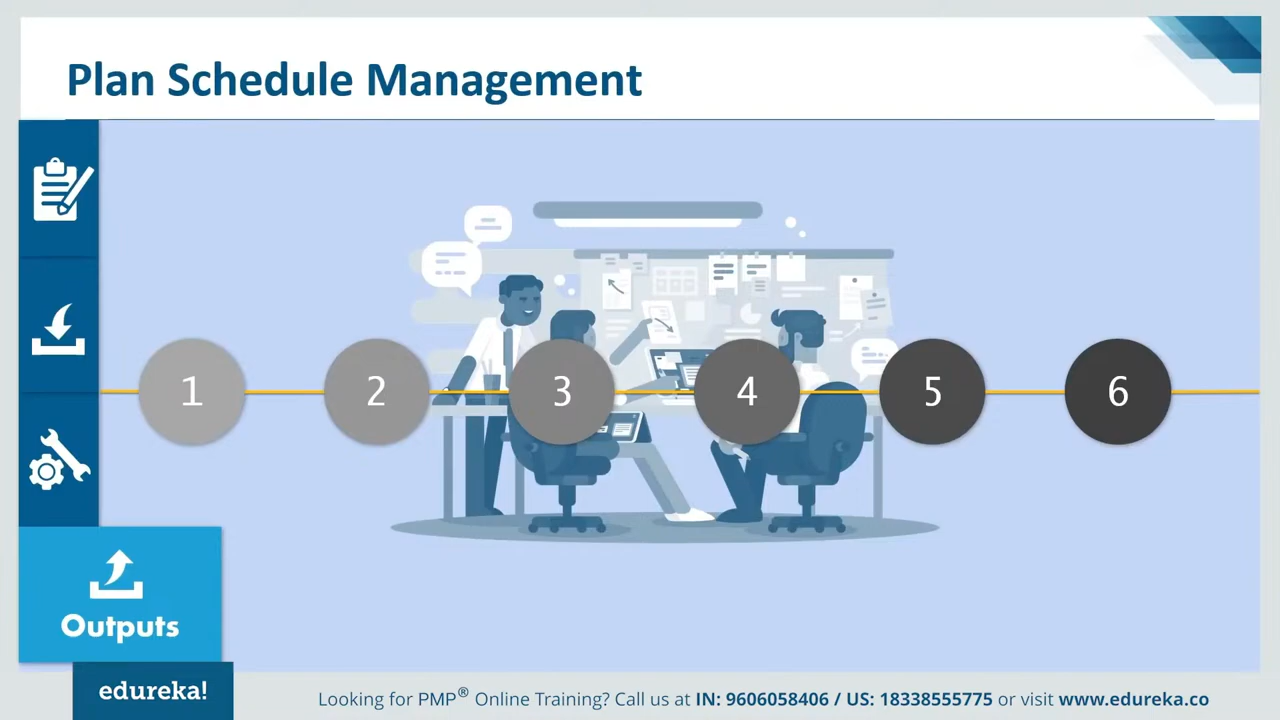 Plan Schedule Management
1 2 3 4 5 6
Outputs
edureka!
Looking for PMP® Online Training? Call us at IN: 9606058406 / US: 18338555775 or visit www.edureka.co